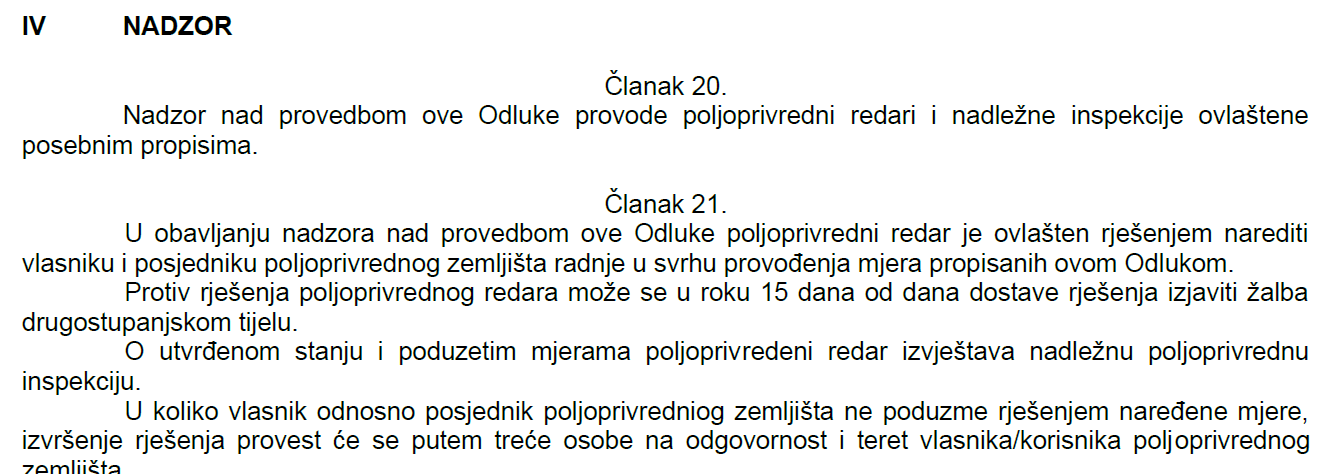 IV NADZOR
Članak 20.
Nadzor nad provedbom ove Odluke provode poljoprivredni redari i nadležne inspekcije ovlaštene
posebnim propisima.
Članak 21.
U obavljanju nadzora nad provedbom ove Odluke poljoprivredni redar je ovlašten rješenjem narediti
vlasniku i posjedniku poljoprivrednog zemljišta radnje u svrhu provođenja mjera propisanih ovom Odlukom.
Protiv rješenja poljoprivrednog redara može se u roku 15 dana od dana dostave rješenja izjaviti žalba
drugostupanjskom tijelu.
O utvrđenom stanju i poduzetim mjerama poljoprivredeni redar izvještava nadležnu poljoprivrednu
inspekciju.
U koliko vlasnik odnosno posjednik poljoprivredniog zemljišta ne poduzme rješenjem naređene mjere,
izvršenje rješenja provest će se putem treće osobe na odgovornost i teret vlasnika/korisnika poljoprivrednog
zemljišta.